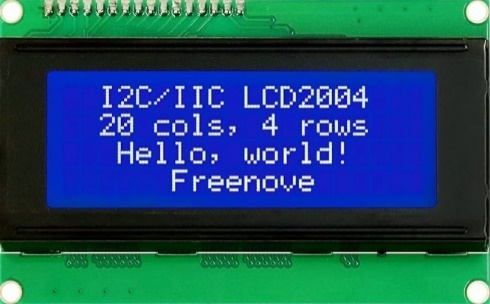 I2C/IIC LCD2004
20 cols, 4 rows
Hello, world!
Freenove